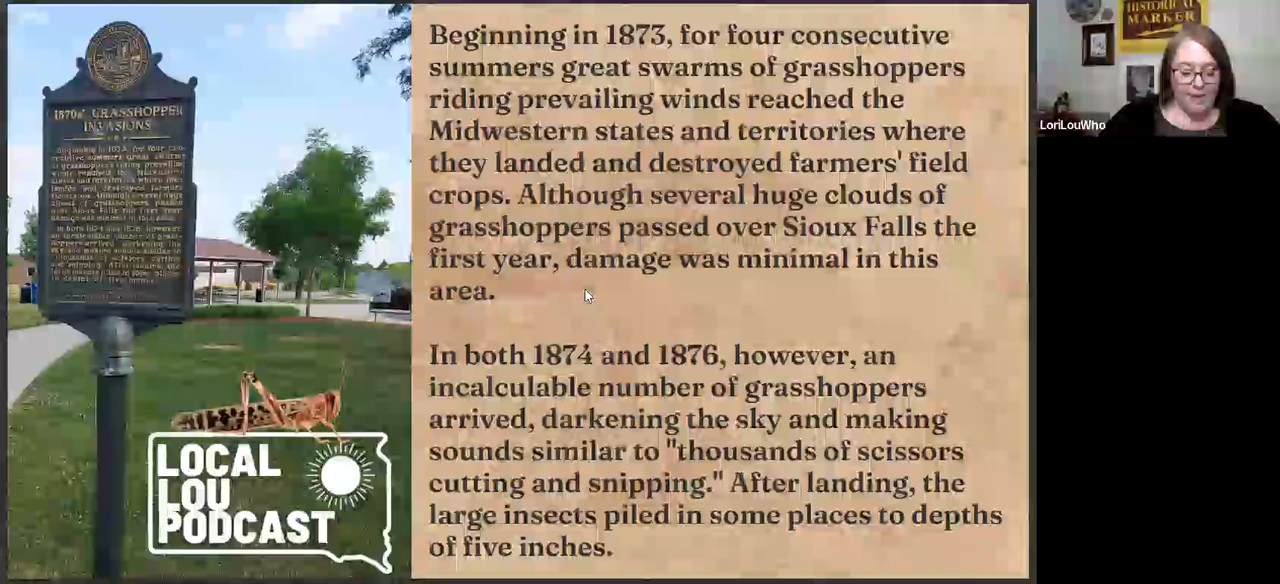 1870s' GRASSHOPPER
INVASIONS
LOCAL
LOU
PODCAST
Beginning in 1873, for four consecutive
summers great swarms of grasshoppers
riding prevailing winds reached the
Midwestern states and territories where
they landed and destroyed farmers' field
crops. Although several huge clouds of
grasshoppers passed over Sioux Falls the
first year, damage was minimal in this
area.
In both 1874 and 1876, however, an
incalculable number of grasshoppers
arrived, darkening the sky and making
sounds similar to "thousands of scissors
cutting and snipping." After landing, the
large insects piled in some places to depths
of five inches.
HISTORICAL
MARKER
LoriLouWho